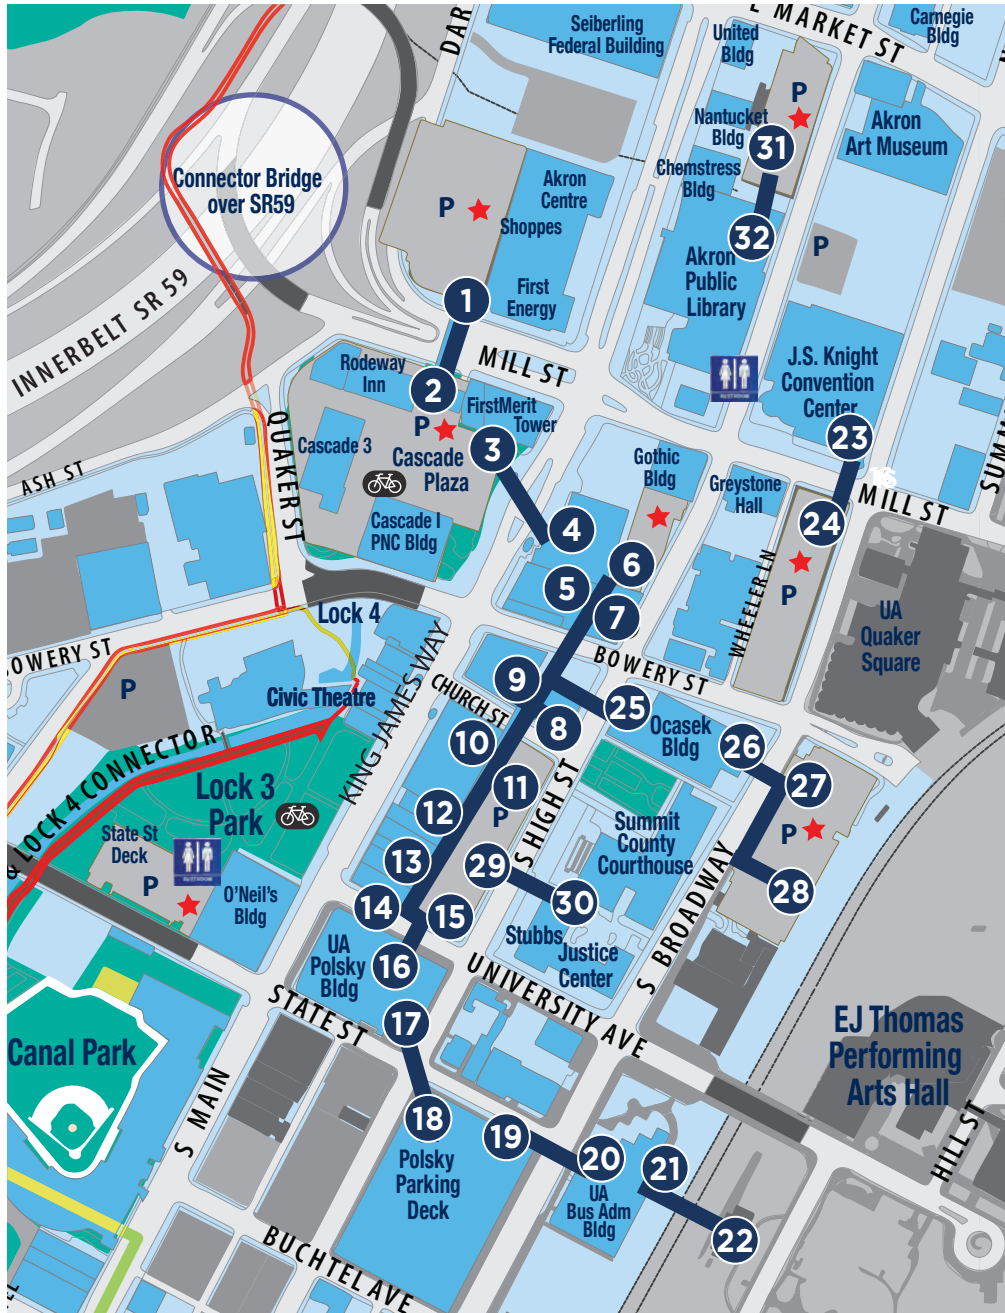 DAR
Seiberling
Federal Building
United
Bldg
E MARKET ST
Carnegie
Bldg
P
Nantucket
Bldg
31
Akron
Art Museum
Connector Bridge
over SR59
P
Akron
Centre
Shoppes
Chemstress
Bldg
32
P
Akron
Public
Library
INNERBELT SR 59
1
First
Energy
MILL ST
Rodeway
Inn
2
J.S. Knight
Convention
Center
FirstMerit
Tower
P
3
23
Cascade 3
Cascade
Plaza
QUAKER ST
ASH ST
Gothic
Bldg
Greystone
Hall
16
MILL ST
SUMM
Cascade I
PNC Bldg
4
24
6
5
7
WHEELER LN
P
UA
Quaker
Square
Lock 4
OWERY ST
BOWERY ST
P
Civic Theatre
KING JAMES WAY
CHURCH ST
9
25
8
Ocasek
Bldg
26
10
& LOCK 4 CONNECTOR
Lock 3
Park
11
P
27
12
S HIGH ST
Summit
County
Courthouse
P
State St
Deck
P
13
29
S BROADWAY
28
O'Neil's
Bldg
14
15
30
Stubbs
Justice
Center
UA
Polsky
Bldg
16
UNIVERSITY AVE
STATE ST
17
Canal Park
EJ Thomas
Performing
Arts Hall
S MAIN
18
19
HILL ST
Polsky
Parking
Deck
20
21
UA
Bus Adm
Bldg
22
BUCHTEL AVE